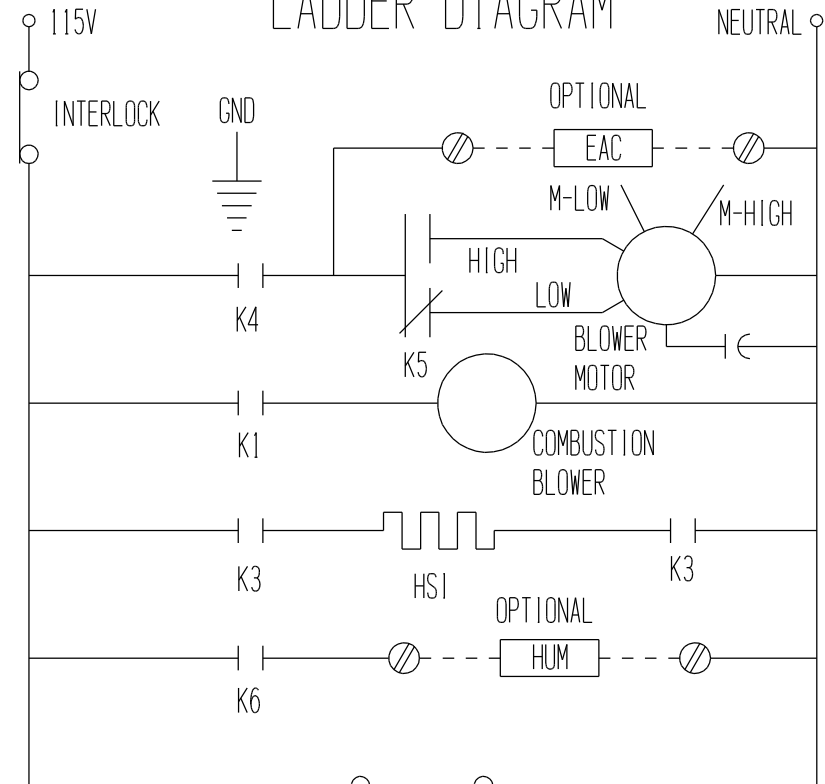 LADDER DIAGRAM
115V
NEUTRAL
INTERLOCK
GND
OPTIONAL
EAC
M-LOW
M-HIGH
HIGH
LOW
K4
K5
BLOWER
MOTOR
K1
COMBUSTION
BLOWER
K3
HSI
K3
OPTIONAL
HUM
K6